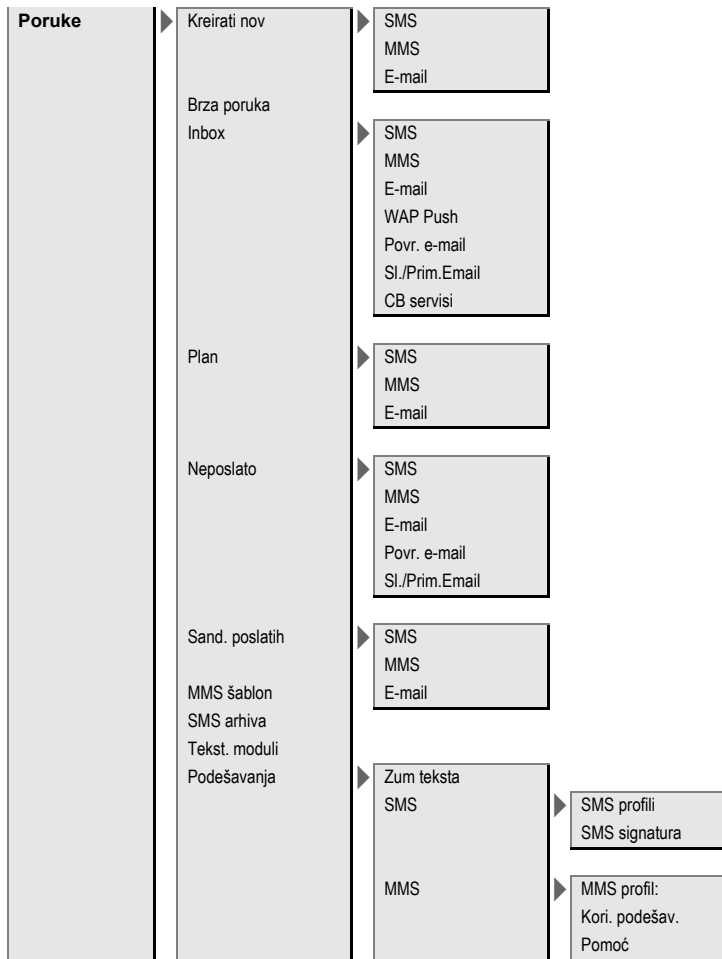 Poruke
Kreirati nov
SMS
MMS
E-mail
Brza poruka
Inbox
SMS
MMS
E-mail
WAP Push
Povr. e-mail
Sl./Prim.Email
CB servisi
Plan
SMS
MMS
E-mail
Neposlato
SMS
MMS
E-mail
Povr. e-mail
Sl./Prim.Email
Sand. poslatih
SMS
MMS
E-mail
MMS šablon
SMS arhiva
Tekst. moduli
Podešavanja
Zum teksta
SMS
SMS profili
SMS signatura
MMS
MMS profil:
Kori. podešav.
Pomoć